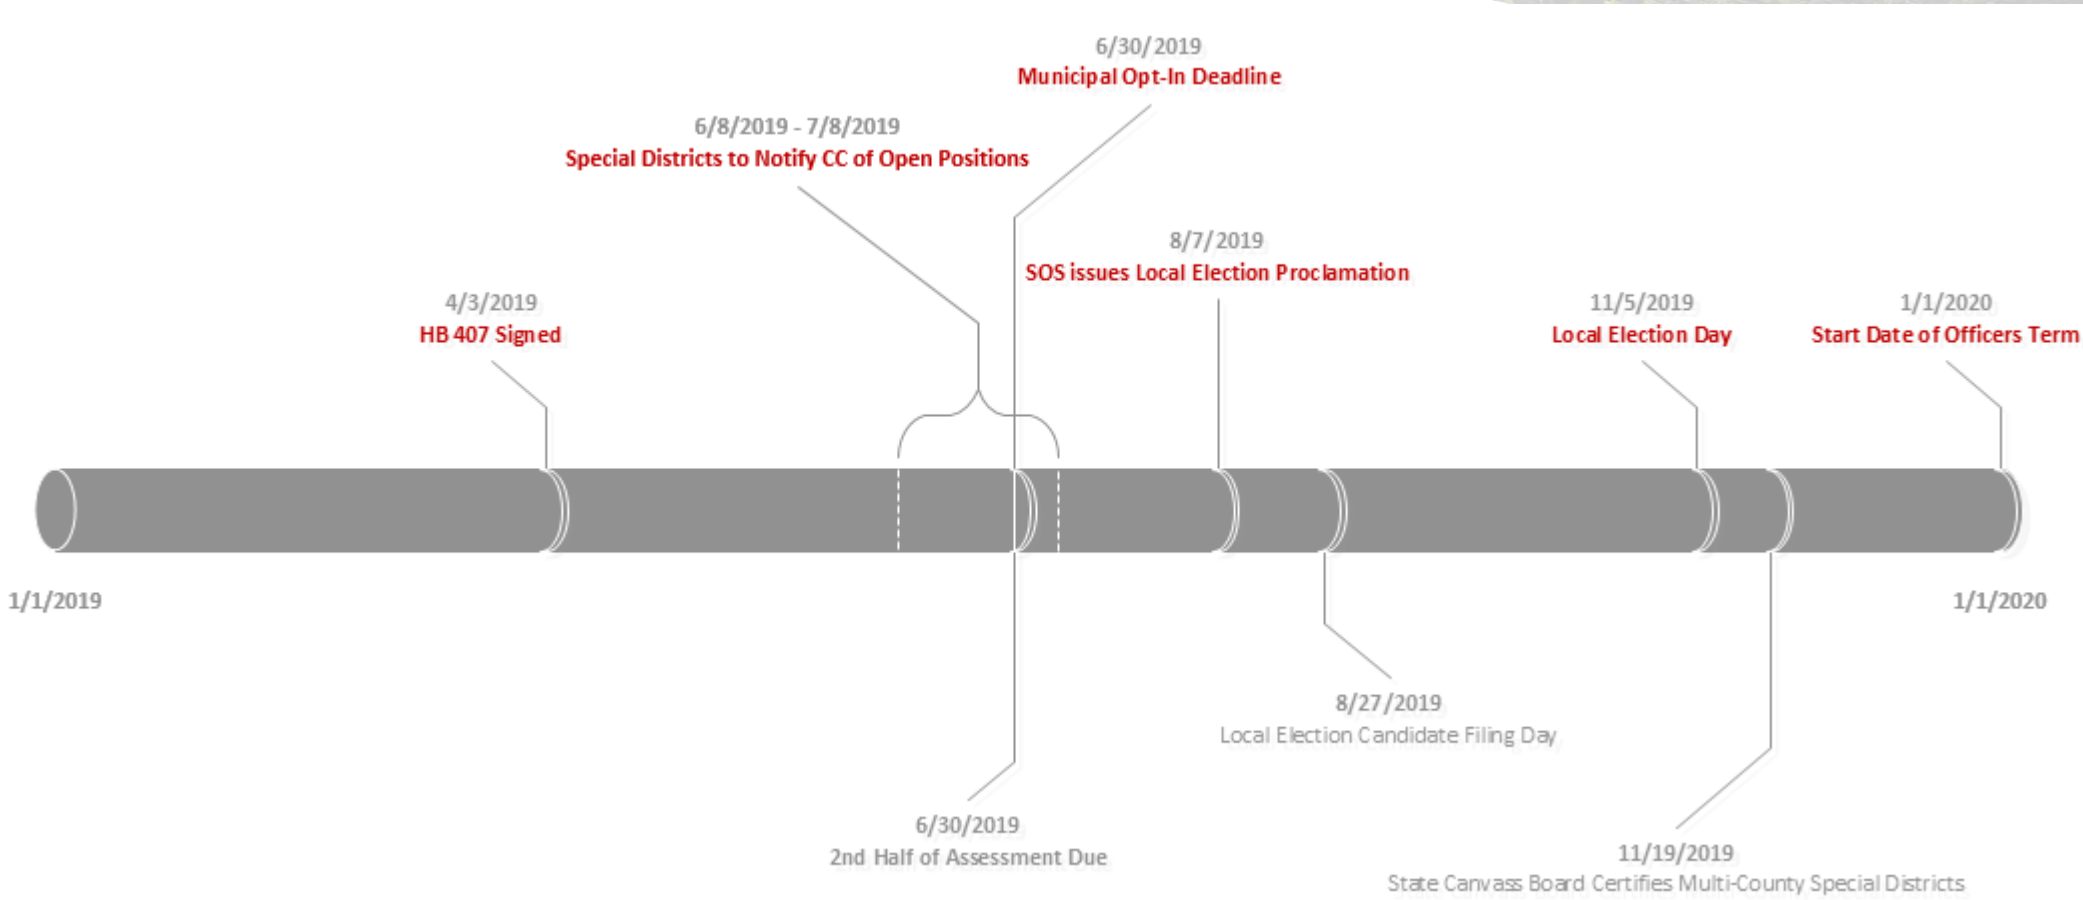 6/30/2019
Municipal Opt-In Deadline
6/8/2019 - 7/8/2019
Special Districts to Notify CC of Open Positions
8/7/2019
SOS issues Local Election Proclamation
4/3/2019
HB 407 Signed
11/5/2019
Local Election Day
1/1/2020
Start Date of Officers Term
1/1/2019
1/1/2020
8/27/2019
Local Election Candidate Filing Day
6/30/2019
2nd Half of Assessment Due
11/19/2019
State Canvass Board Certifies Multi-County Special Districts